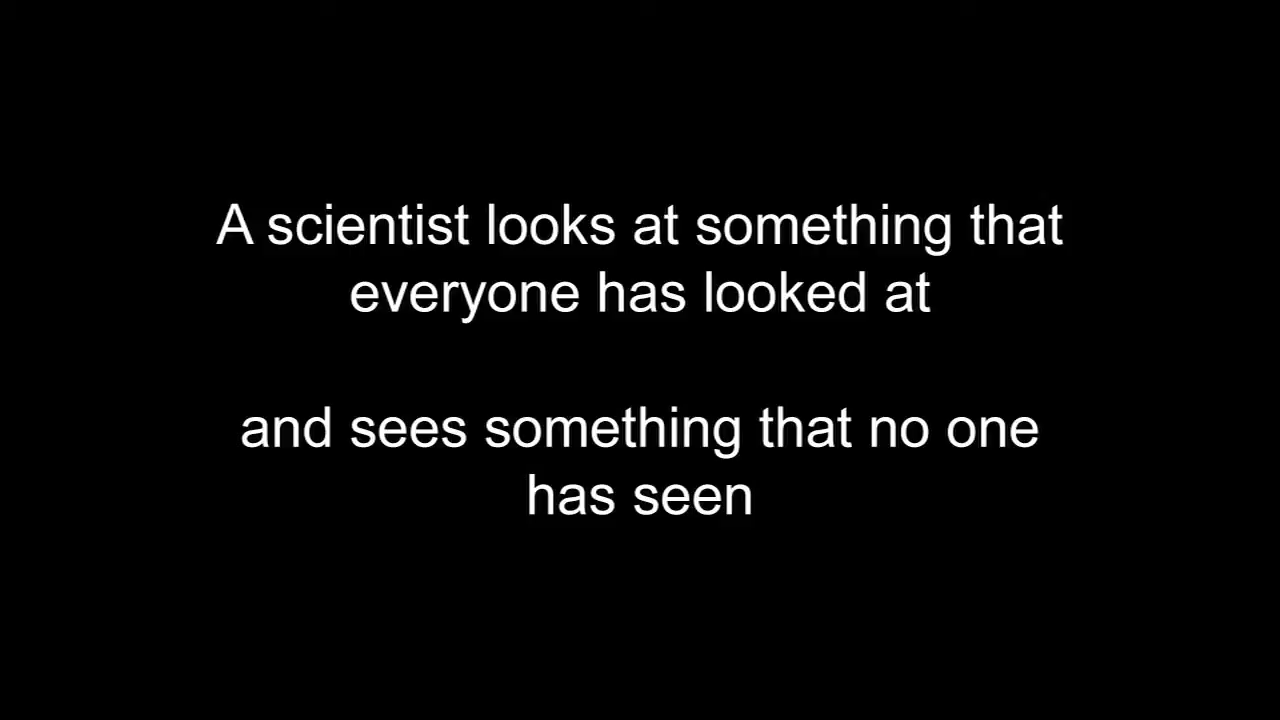 A scientist looks at something that
everyone has looked at
and sees something that no one
has seen